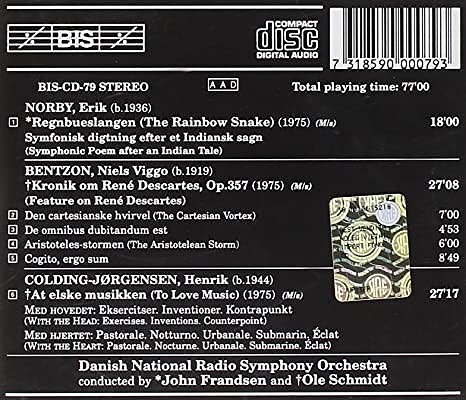 BIS
COMPACT
disc
DIGITAL AUDIO
7 318590 000793
BIS-CD-79 STEREO
A A D
Total playing time: 77'00
NORBY, Erik (b.1936)
1 *Regnbueslangen (The Rainbow Snake) (1975) (M/s) 18'00
Symfonisk digtning efter et Indiansk sagn
(Symphonic Poem after an Indian Tale)
BENTZON, Niels Viggo (b.1919)
†Kronik om René Descartes, Op.357 (1975) (M/s) 27'08
(Feature on René Descartes)
2 Den cartesianske hvirvel (The Cartesian Vortex) 7'00
3 De omnibus dubitandum est 4'53
4 Aristoteles-stormen (The Aristotelean Storm) 6'00
5 Cogito, ergo sum 8'49
COLDING-JØRGENSEN, Henrik (b.1944)
6 †At elske musikken (To Love Music) (1975) (M/s) 27'17
MED HOVEDET: Eksercitser. Inventioner. Kontrapunkt
(WITH THE HEAD: Exercises. Inventions. Counterpoint)
MED HJERTET: Pastorale. Notturno. Urbanale. Submarin, Éclat
(WITH THE HEART: Pastorale. Nocturne. Urbanale. Submarine, Éclat)
Danish National Radio Symphony Orchestra
conducted by *John Frandsen and †Ole Schmidt